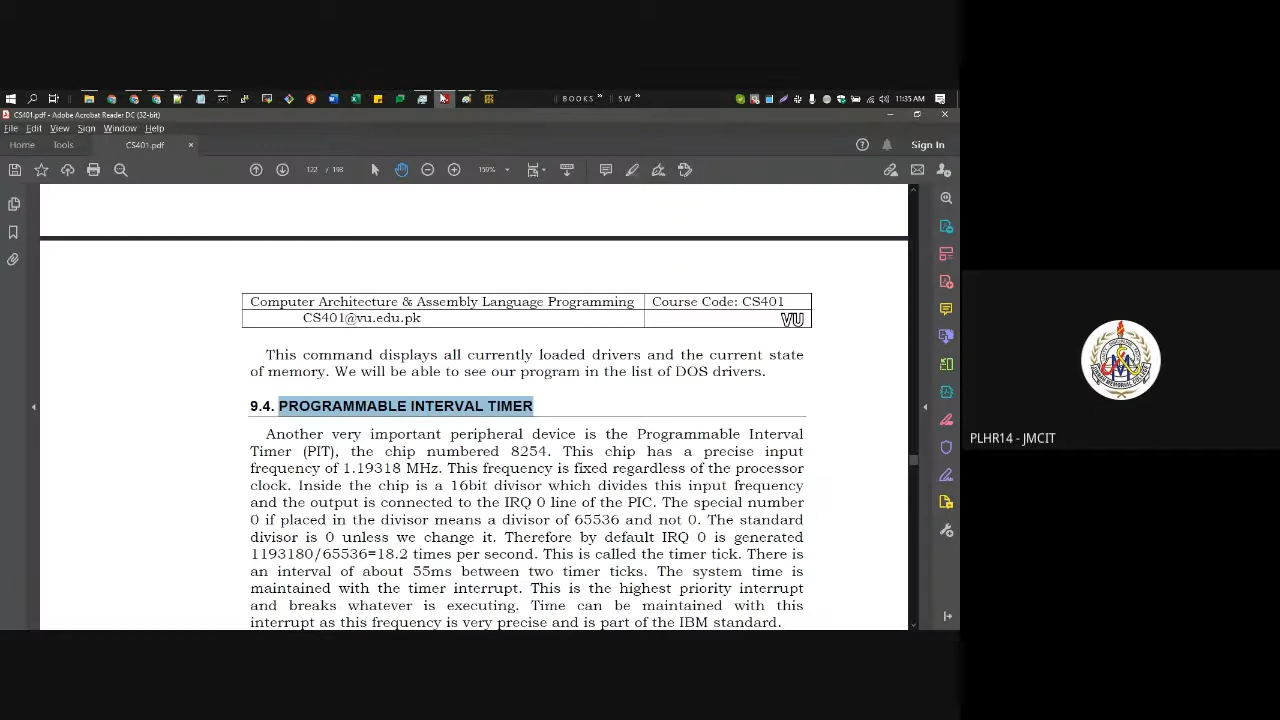 BOOKS » SW » 11:35 AM
CS401.pdf - Adobe Acrobat Reader DC (32-bit)
File Edit View Sign Window Help
Home Tools CS401.pdf × Sign In
122 / 193 159%
Computer Architecture & Assembly Language Programming Course Code: CS401
CS401@vu.edu.pk VU
This command displays all currently loaded drivers and the current state
of memory. We will be able to see our program in the list of DOS drivers.
9.4. PROGRAMMABLE INTERVAL TIMER
Another very important peripheral device is the Programmable Interval
Timer (PIT), the chip numbered 8254. This chip has a precise input
frequency of 1.19318 MHz. This frequency is fixed regardless of the processor
clock. Inside the chip is a 16bit divisor which divides this input frequency
and the output is connected to the IRQ 0 line of the PIC. The special number
0 if placed in the divisor means a divisor of 65536 and not 0. The standard
divisor is 0 unless we change it. Therefore by default IRQ 0 is generated
1193180/65536=18.2 times per second. This is called the timer tick. There is
an interval of about 55ms between two timer ticks. The system time is
maintained with the timer interrupt. This is the highest priority interrupt
and breaks whatever is executing. Time can be maintained with this
interrupt as this frequency is very precise and is part of the IBM standard.
PLHR14 - JMCIT